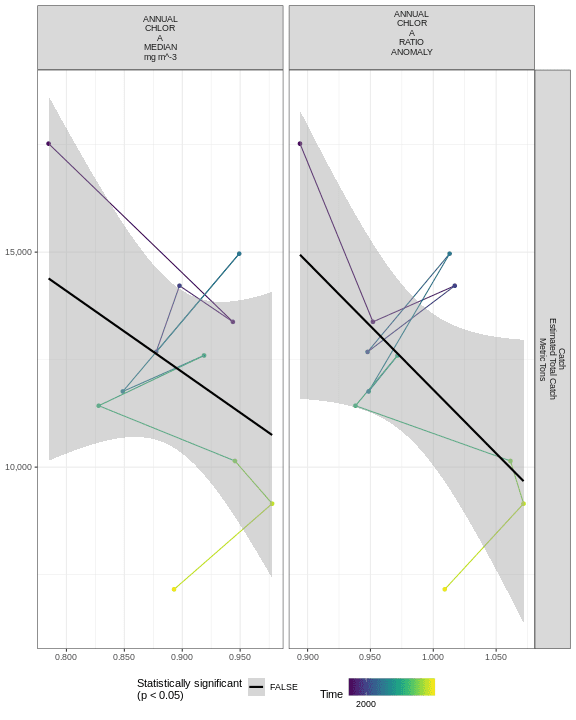 ANNUAL
CHLOR
A
MEDIAN
mg m^-3
ANNUAL
CHLOR
A
RATIO
ANOMALY
15,000
10,000
Catch
Estimated Total Catch
Metric Tons
0.800
0.850
0.900
0.950
0.900
0.950
1.000
1.050
Statistically significant
(p < 0.05)
FALSE
Time
2000